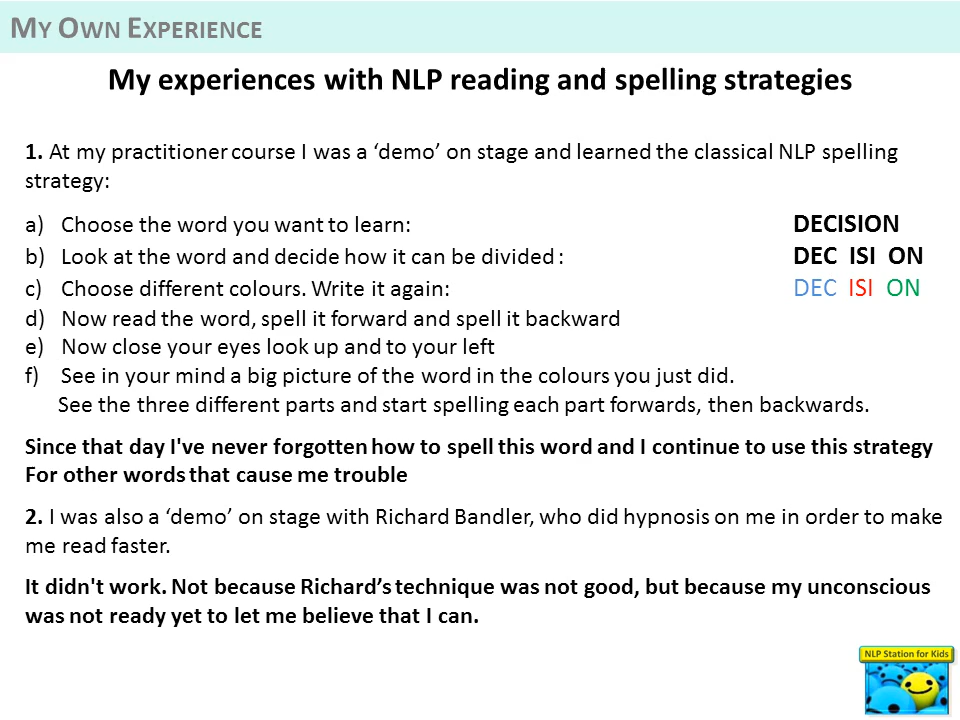 MY OWN EXPERIENCE
My experiences with NLP reading and spelling strategies
1. At my practitioner course I was a ‘demo’ on stage and learned the classical NLP spelling
strategy:
a) Choose the word you want to learn: DECISION
b) Look at the word and decide how it can be divided : DEC ISI ON
c) Choose different colours. Write it again: DEC ISI ON
d) Now read the word, spell it forward and spell it backward
e) Now close your eyes look up and to your left
f) See in your mind a big picture of the word in the colours you just did.
See the three different parts and start spelling each part forwards, then backwards.
Since that day I've never forgotten how to spell this word and I continue to use this strategy
For other words that cause me trouble
2. I was also a ‘demo’ on stage with Richard Bandler, who did hypnosis on me in order to make
me read faster.
It didn't work. Not because Richard’s technique was not good, but because my unconscious
was not ready yet to let me believe that I can.
NLP Station for Kids